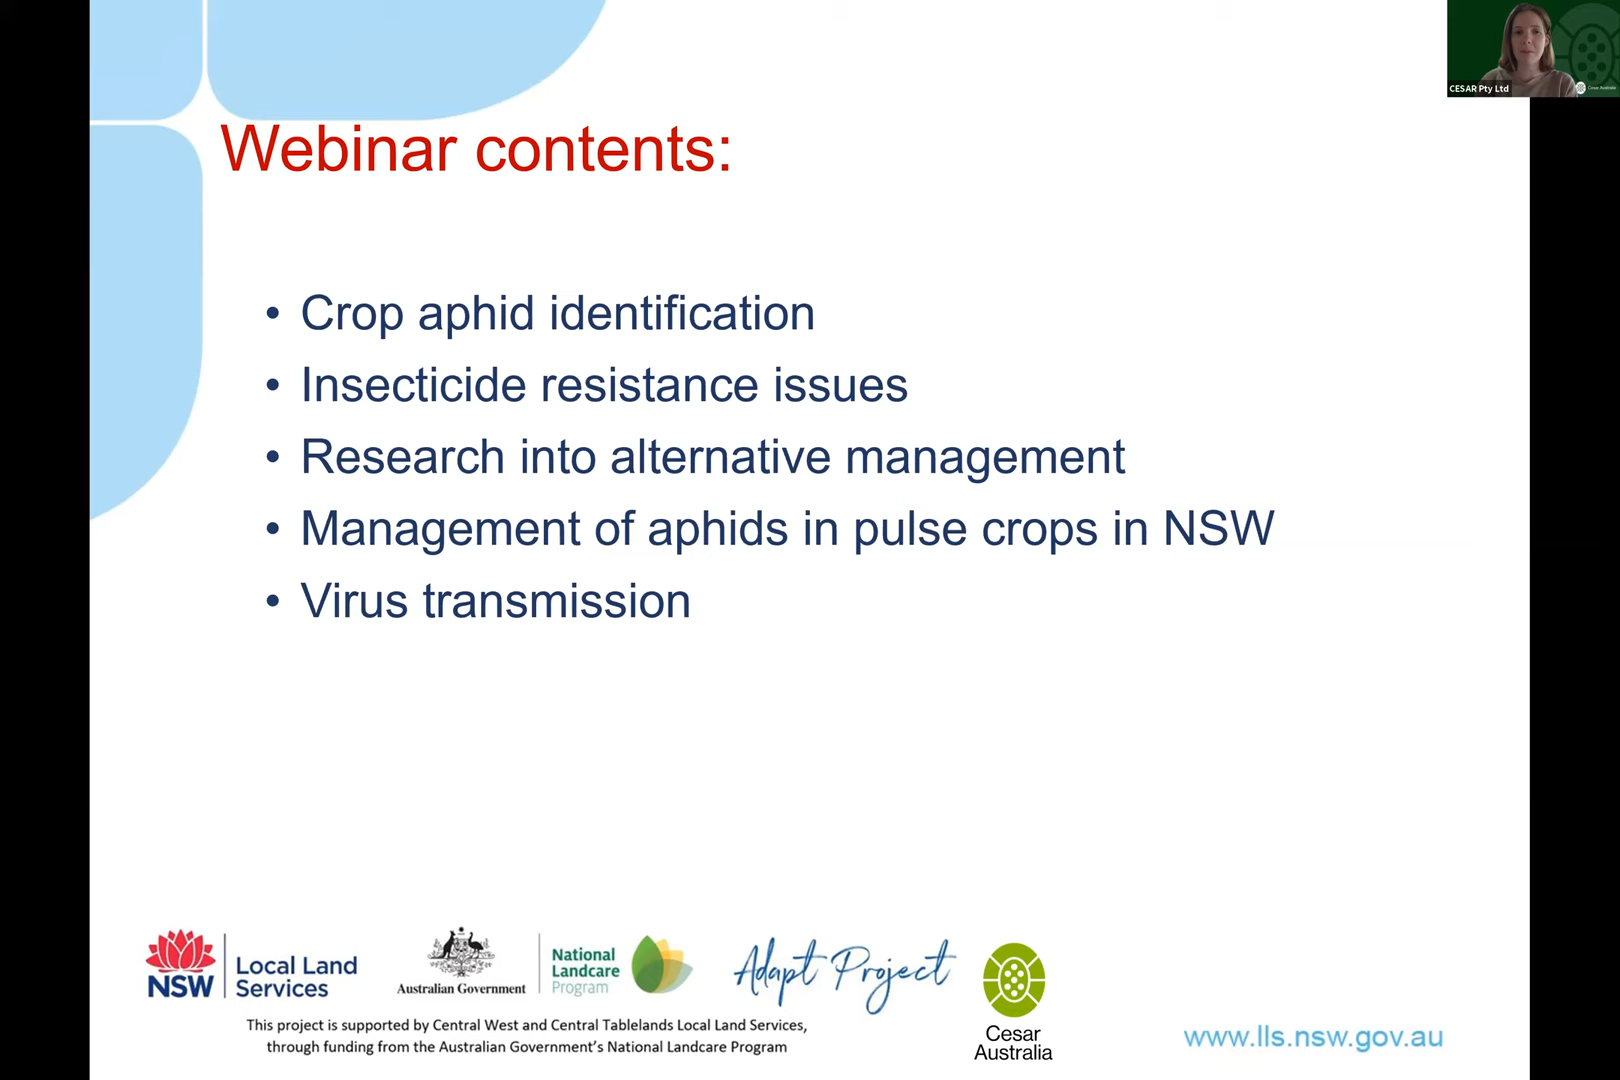 CESAR Pty Ltd
Cesar Australia
Webinar contents:
• Crop aphid identification
• Insecticide resistance issues
• Research into alternative management
• Management of aphids in pulse crops in NSW
• Virus transmission
NSW
Local Land
Services
Australian Government
National
Landcare
Program
Adapt Project
Cesar
Australia
This project is supported by Central West and Central Tablelands Local Land Services,
through funding from the Australian Government's National Landcare Program
www.lls.nsw.gov.au